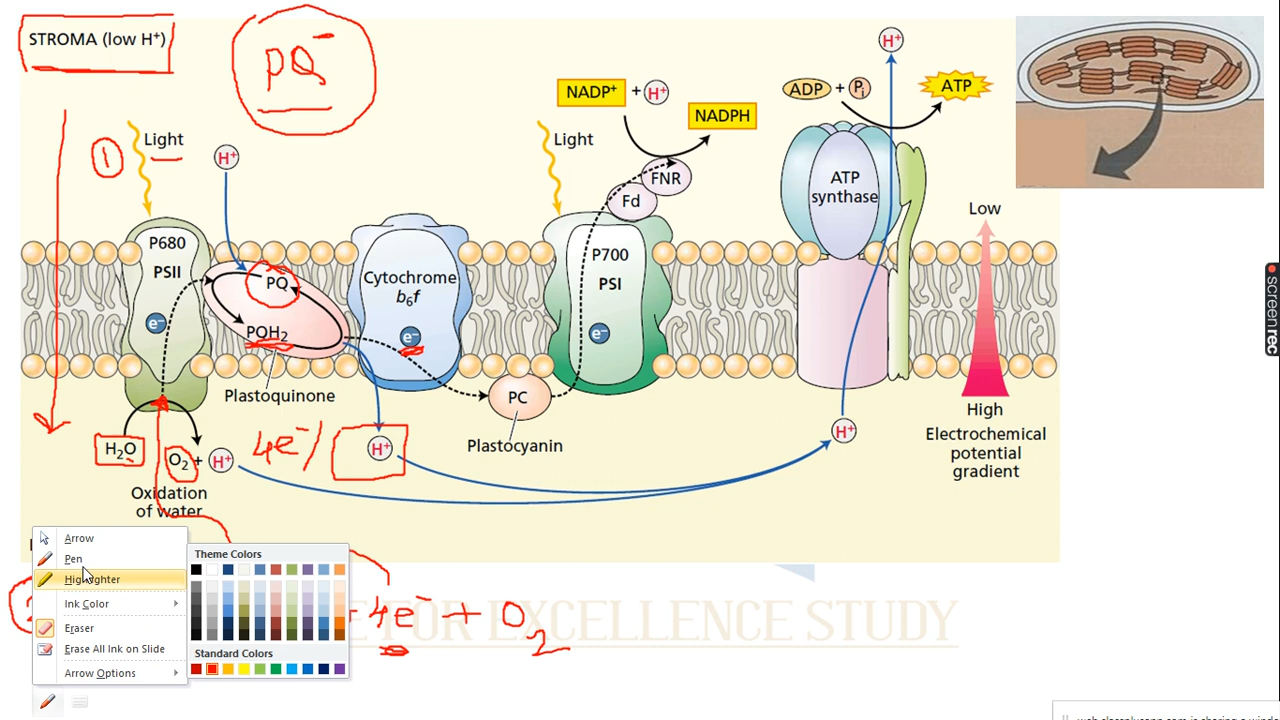 STROMA (low H⁺)
PQ⁻
1
Light
H⁺
NADP⁺ + H⁺
NADPH
ADP + Pᵢ
ATP
H⁺
Light
FNR
Fd
ATP
synthase
Low
P680
PSII
PQ
PQH₂
Cytochrome
b₆f
P700
PSI
e⁻
e⁻
e⁻
Plastoquinone
PC
Plastocyanin
High
Electrochemical
potential
gradient
H₂O
O₂ + H⁺
4e⁻/
H⁺
H⁺
Oxidation
of water
Arrow
Pen
Highlighter
Ink Color
Eraser
Erase All Ink on Slide
Arrow Options
Theme Colors
Standard Colors
4e⁻ + O₂
E FOR EXCELLENCE STUDY
screenrec